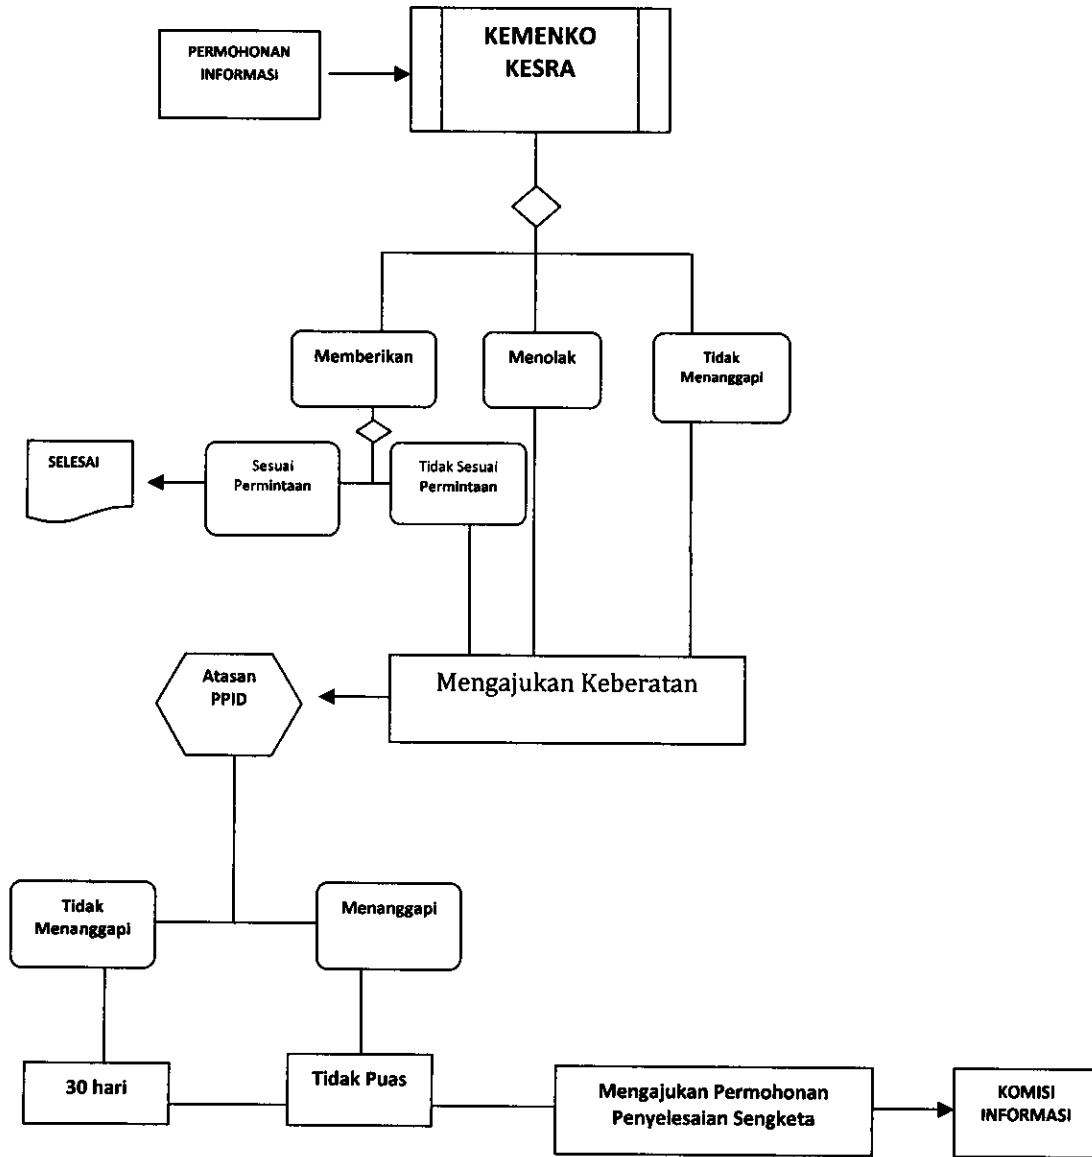 PERMOHONAN
INFORMASI
KEMENKO
KESRA
Memberikan
Menolak
Tidak
Menanggapi
SELESAI
Sesuai
Permintaan
Tidak Sesuai
Permintaan
Atasan
PPID
Mengajukan Keberatan
Tidak
Menanggapi
Menanggapi
30 hari
Tidak Puas
Mengajukan Permohonan
Penyelesaian Sengketa
KOMISI
INFORMASI